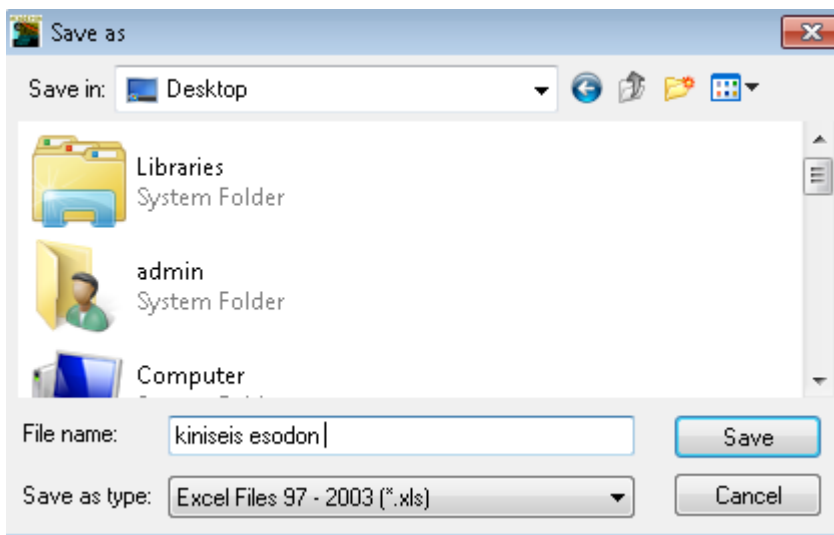 Save as
Save in: Desktop
Libraries
System Folder
admin
System Folder
Computer
File name: kiniseis esodon
Save
Save as type: Excel Files 97 - 2003 (*.xls)
Cancel